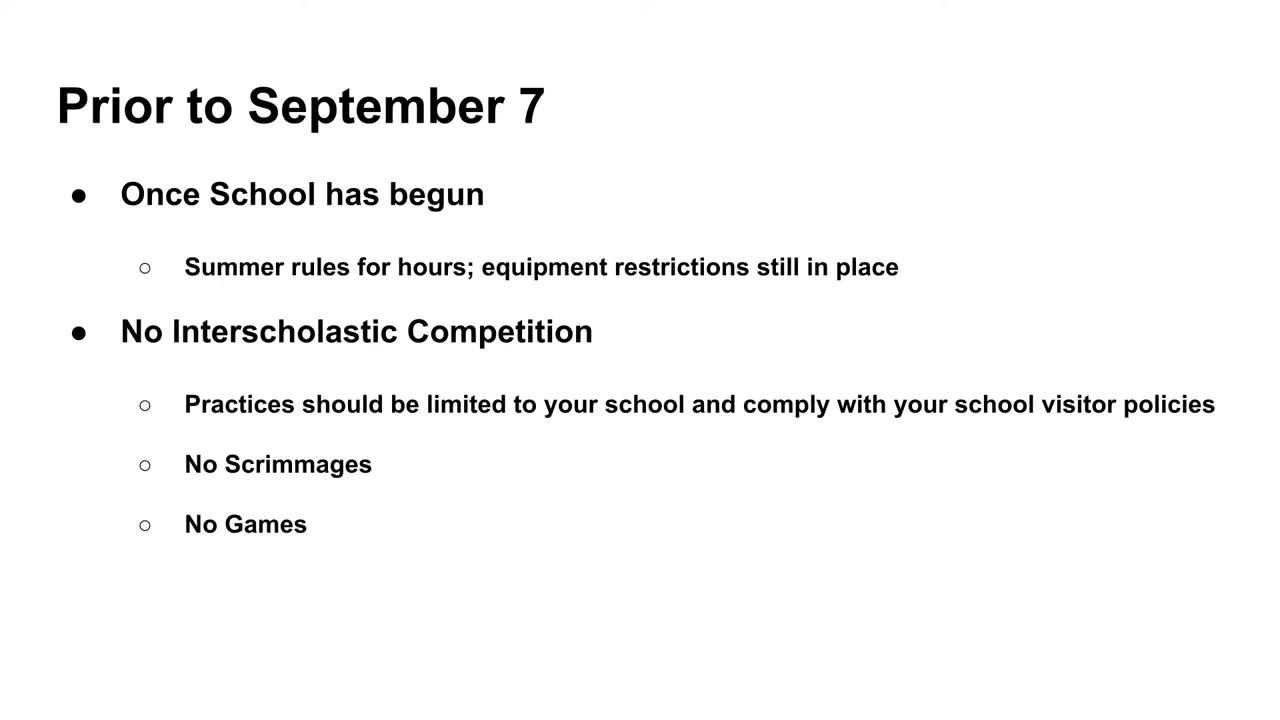 Prior to September 7
● Once School has begun
○ Summer rules for hours; equipment restrictions still in place
● No Interscholastic Competition
○ Practices should be limited to your school and comply with your school visitor policies
○ No Scrimmages
○ No Games